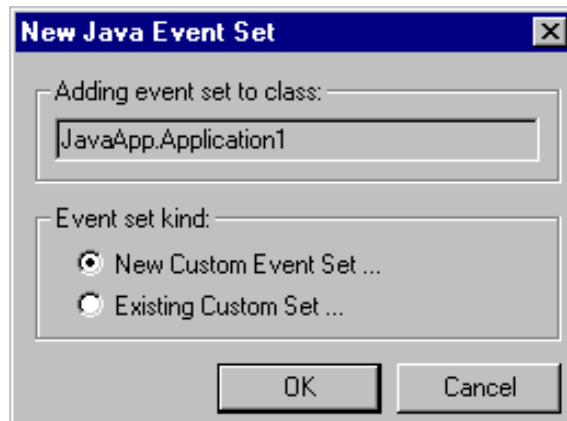 New Java Event Set
Adding event set to class:
JavaApp.Application1
Event set kind:
New Custom Event Set ...
Existing Custom Set ...
OK
Cancel